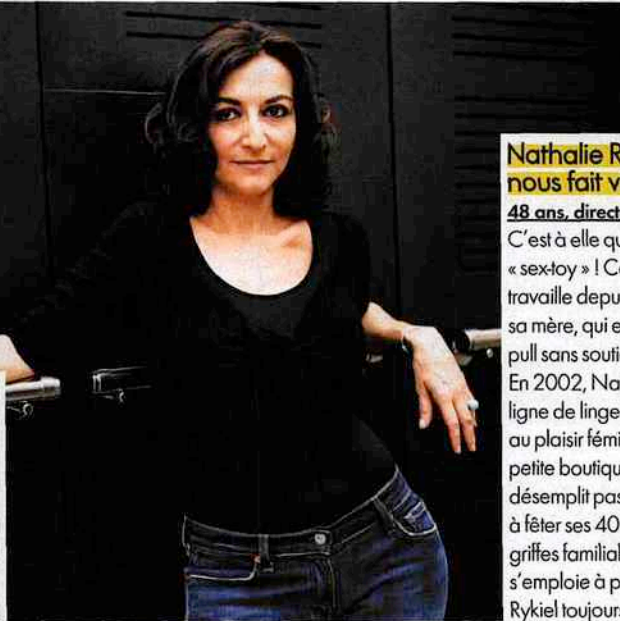 Nathalie R
nous fait v
48 ans, direct
C'est à elle qu
« sex-toy » ! C
travaille depu
sa mère, qui e
pull sans soutie
En 2002, Na
ligne de linge
au plaisir fémi
petite boutiqu
désemplit pas
à fêter ses 40
griffes familial
s'emploie à p
Rykiel toujours